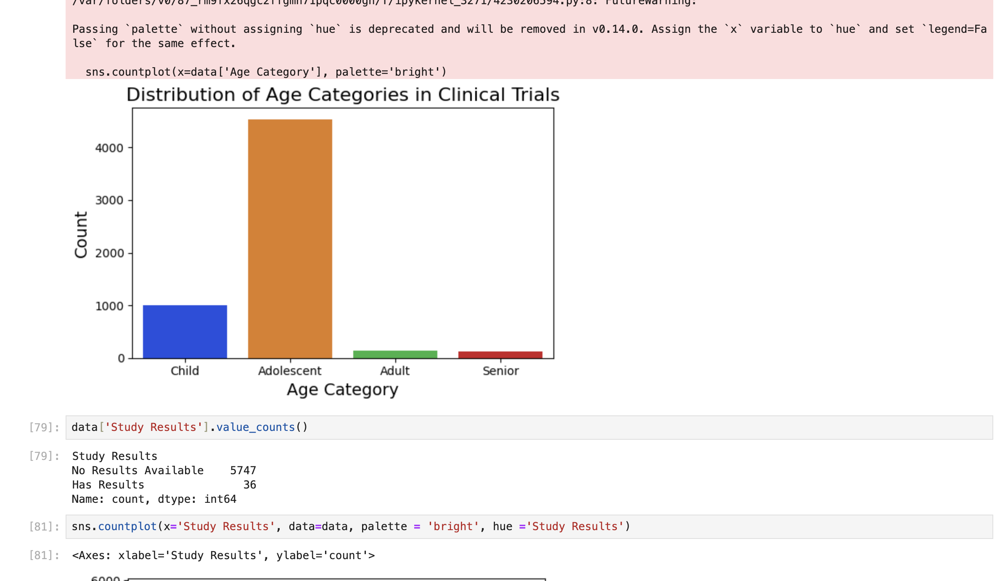 Passing `palette` without assigning `hue` is deprecated and will be removed in v0.14.0. Assign the `x` variable to `hue` and set `legend=Fa
lse` for the same effect.
sns.countplot(x=data['Age Category'], palette='bright')
Distribution of Age Categories in Clinical Trials
4000
3000
2000
1000
0
Count
Child Adolescent Adult Senior
Age Category
[79]: data['Study Results'].value_counts()
[79]: Study Results
No Results Available 5747
Has Results 36
Name: count, dtype: int64
[81]: sns.countplot(x='Study Results', data=data, palette = 'bright', hue ='Study Results')
[81]: <Axes: xlabel='Study Results', ylabel='count'>
6000